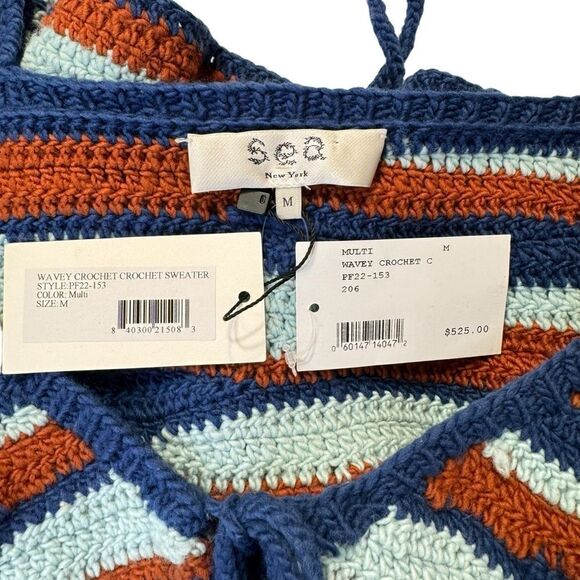 Sea
New York
M
WAVEY CROCHET CROCHET SWEATER
STYLE:PF22-153
COLOR: Multi
SIZE: M
8 40300 21508 3
MULTI M
WAVEY CROCHET C
PF22-153
206
0 60147 14047 2
$525.00